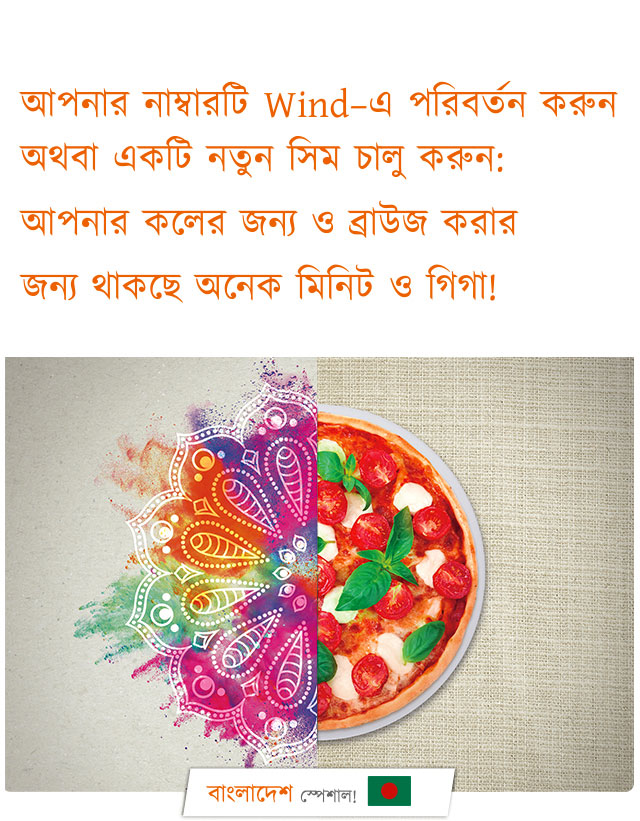 আপনার নাম্বারটি Wind-এ পরিবর্তন করুন
অথবা একটি নতুন সিম চালু করুন:
আপনার কলের জন্য ও ব্রাউজ করার
জন্য থাকছে অনেক মিনিট ও গিগা!
বাংলাদেশ স্পেশাল!